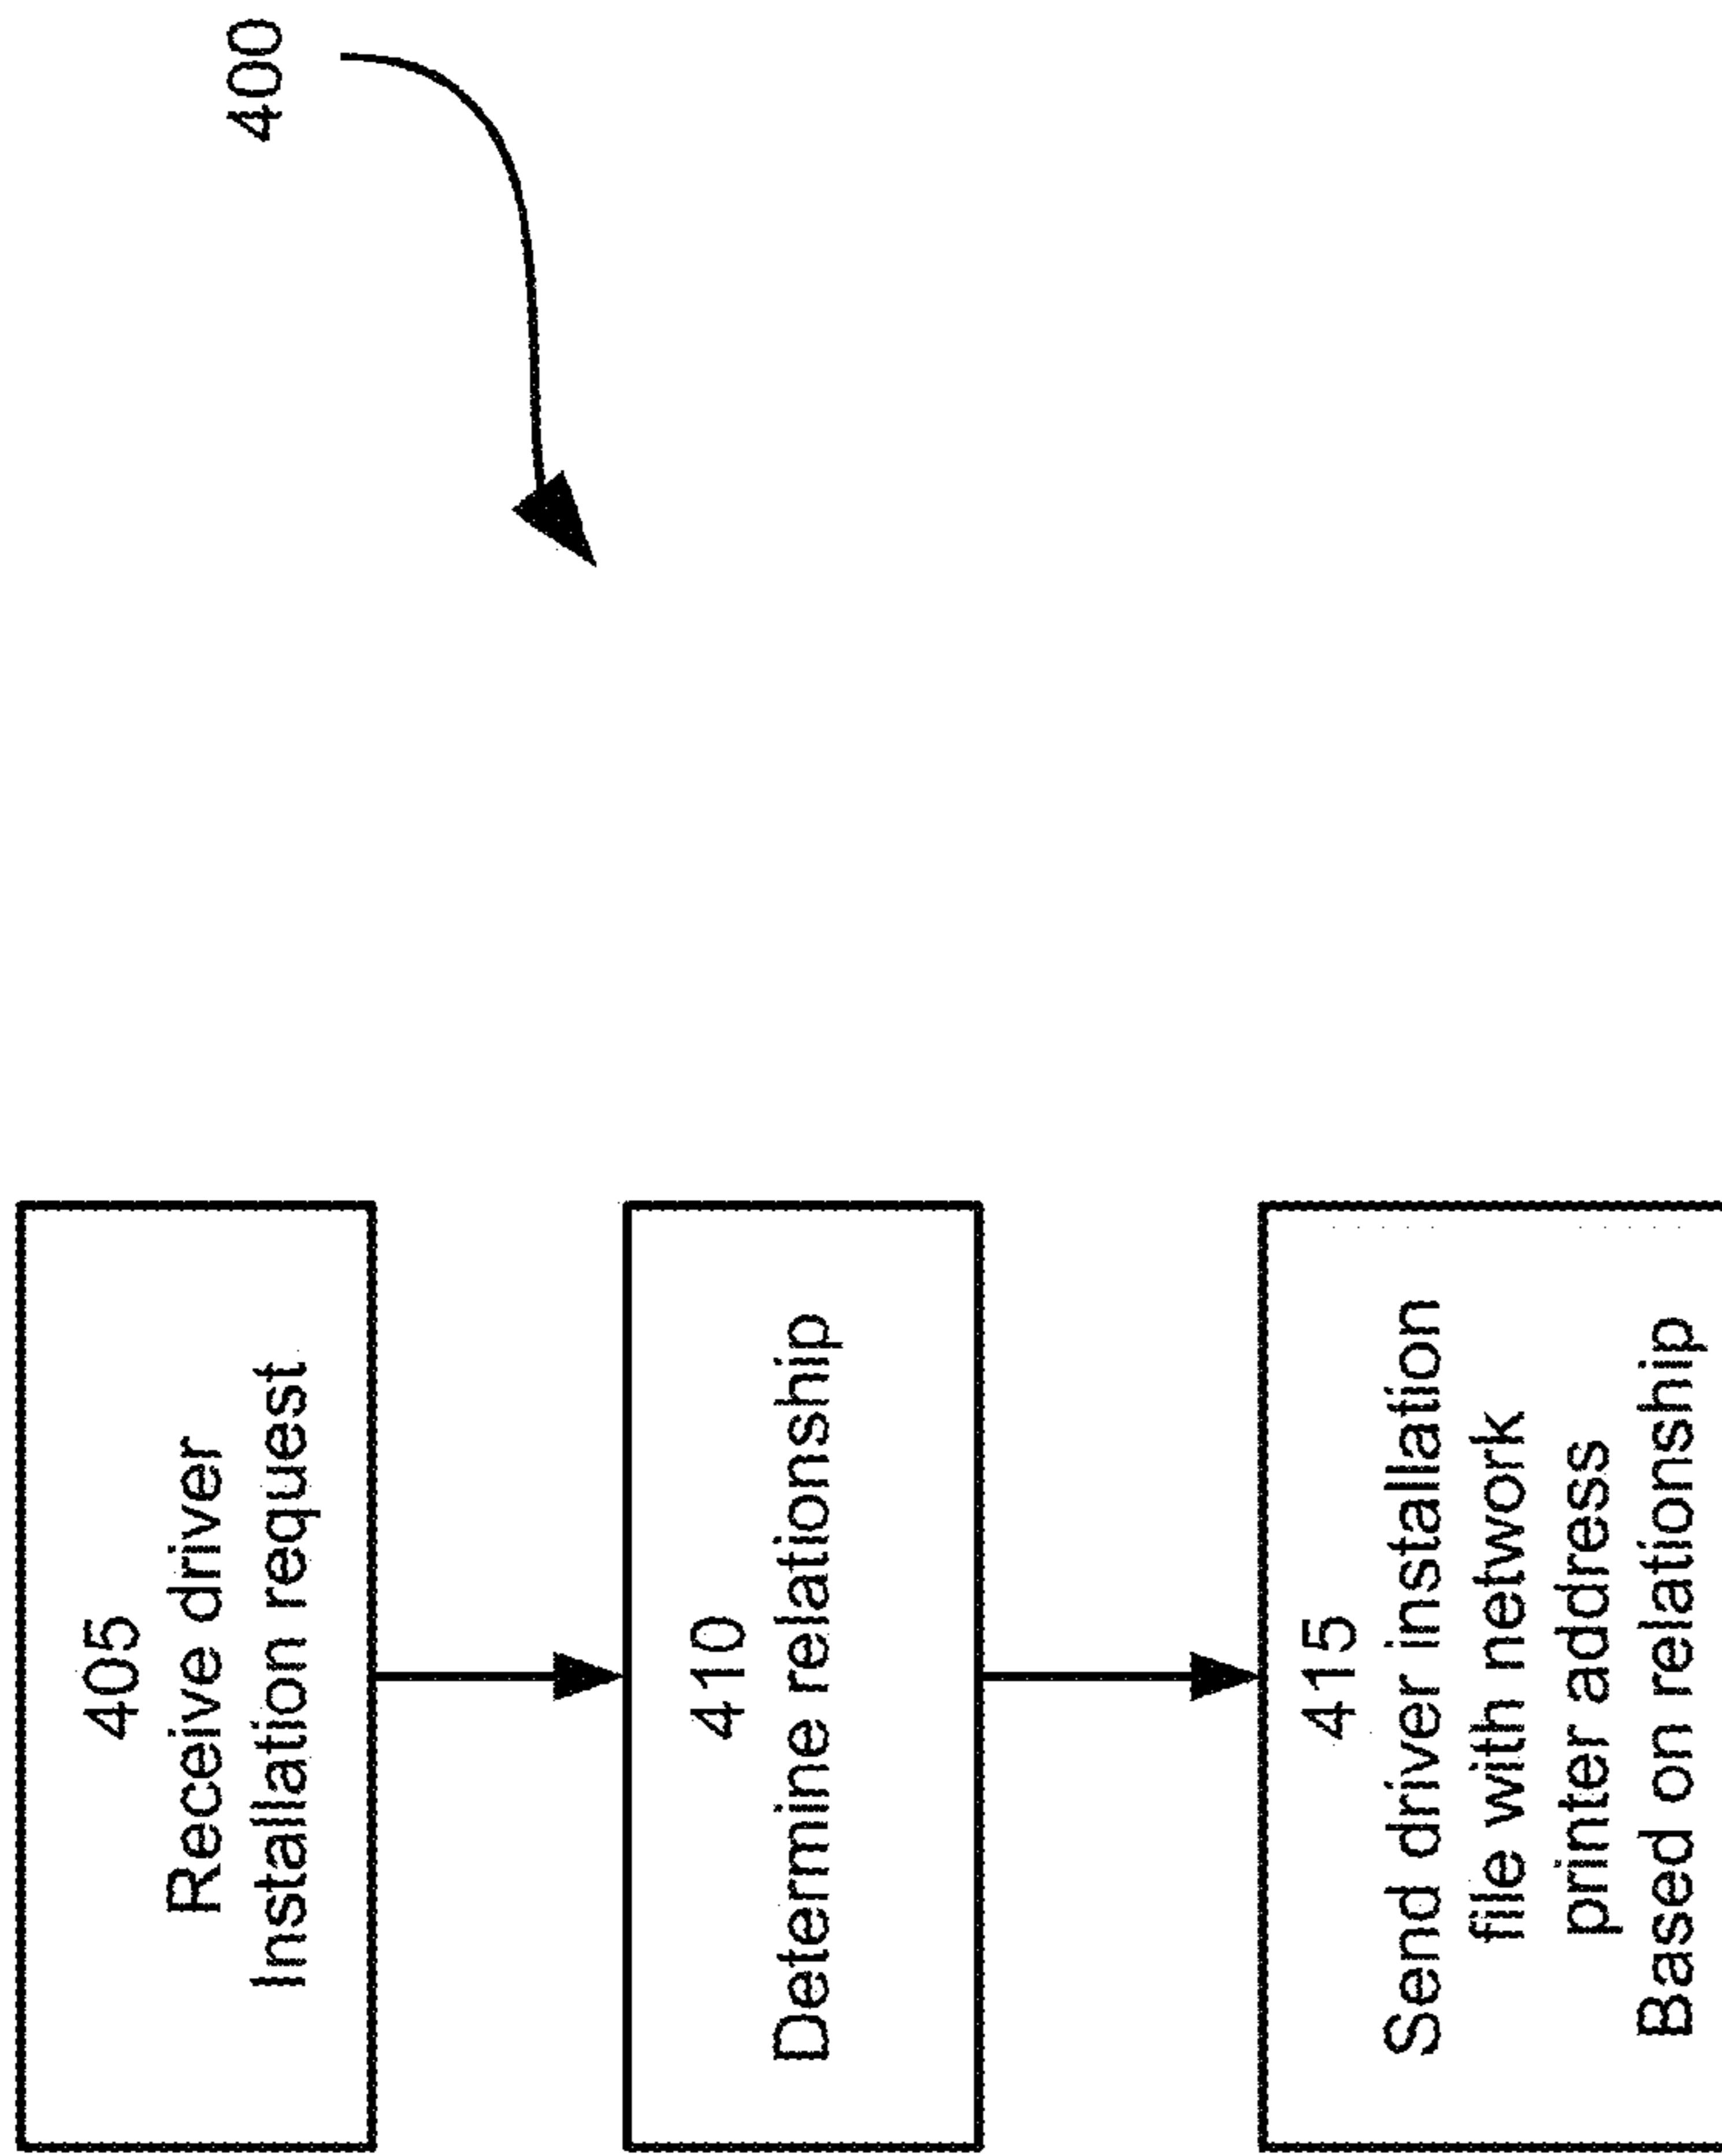 400
405
Receive driver
Installation request
410
Determine relationship
415
Send driver installation
file with network
printer address
Based on relationship